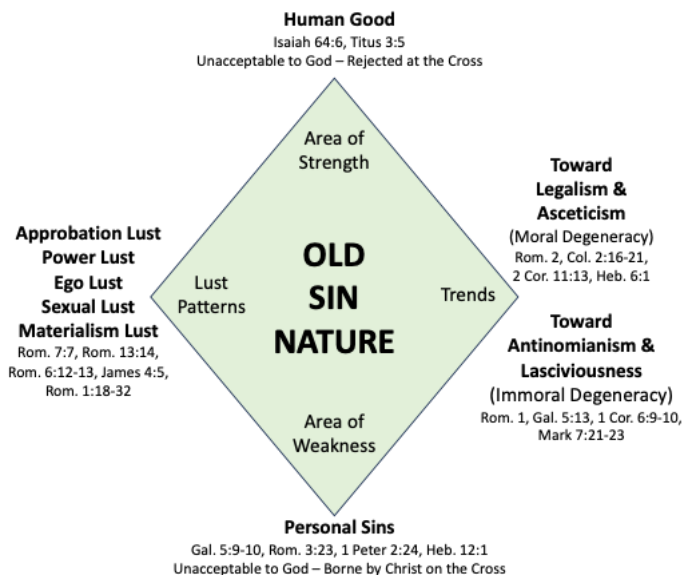 Human Good
Isaiah 64:6, Titus 3:5
Unacceptable to God – Rejected at the Cross
Area of
Strength
Approbation Lust
Power Lust
Ego Lust
Sexual Lust
Materialism Lust
Rom. 7:7, Rom. 13:14,
Rom. 6:12-13, James 4:5,
Rom. 1:18-32
Lust
Patterns
OLD
SIN
NATURE
Trends
Toward
Legalism &
Asceticism
(Moral Degeneracy)
Rom. 2, Col. 2:16-21,
2 Cor. 11:13, Heb. 6:1
Toward
Antinomianism &
Lasciviousness
(Immoral Degeneracy)
Rom. 1, Gal. 5:13, 1 Cor. 6:9-10,
Mark 7:21-23
Area of
Weakness
Personal Sins
Gal. 5:9-10, Rom. 3:23, 1 Peter 2:24, Heb. 12:1
Unacceptable to God – Borne by Christ on the Cross